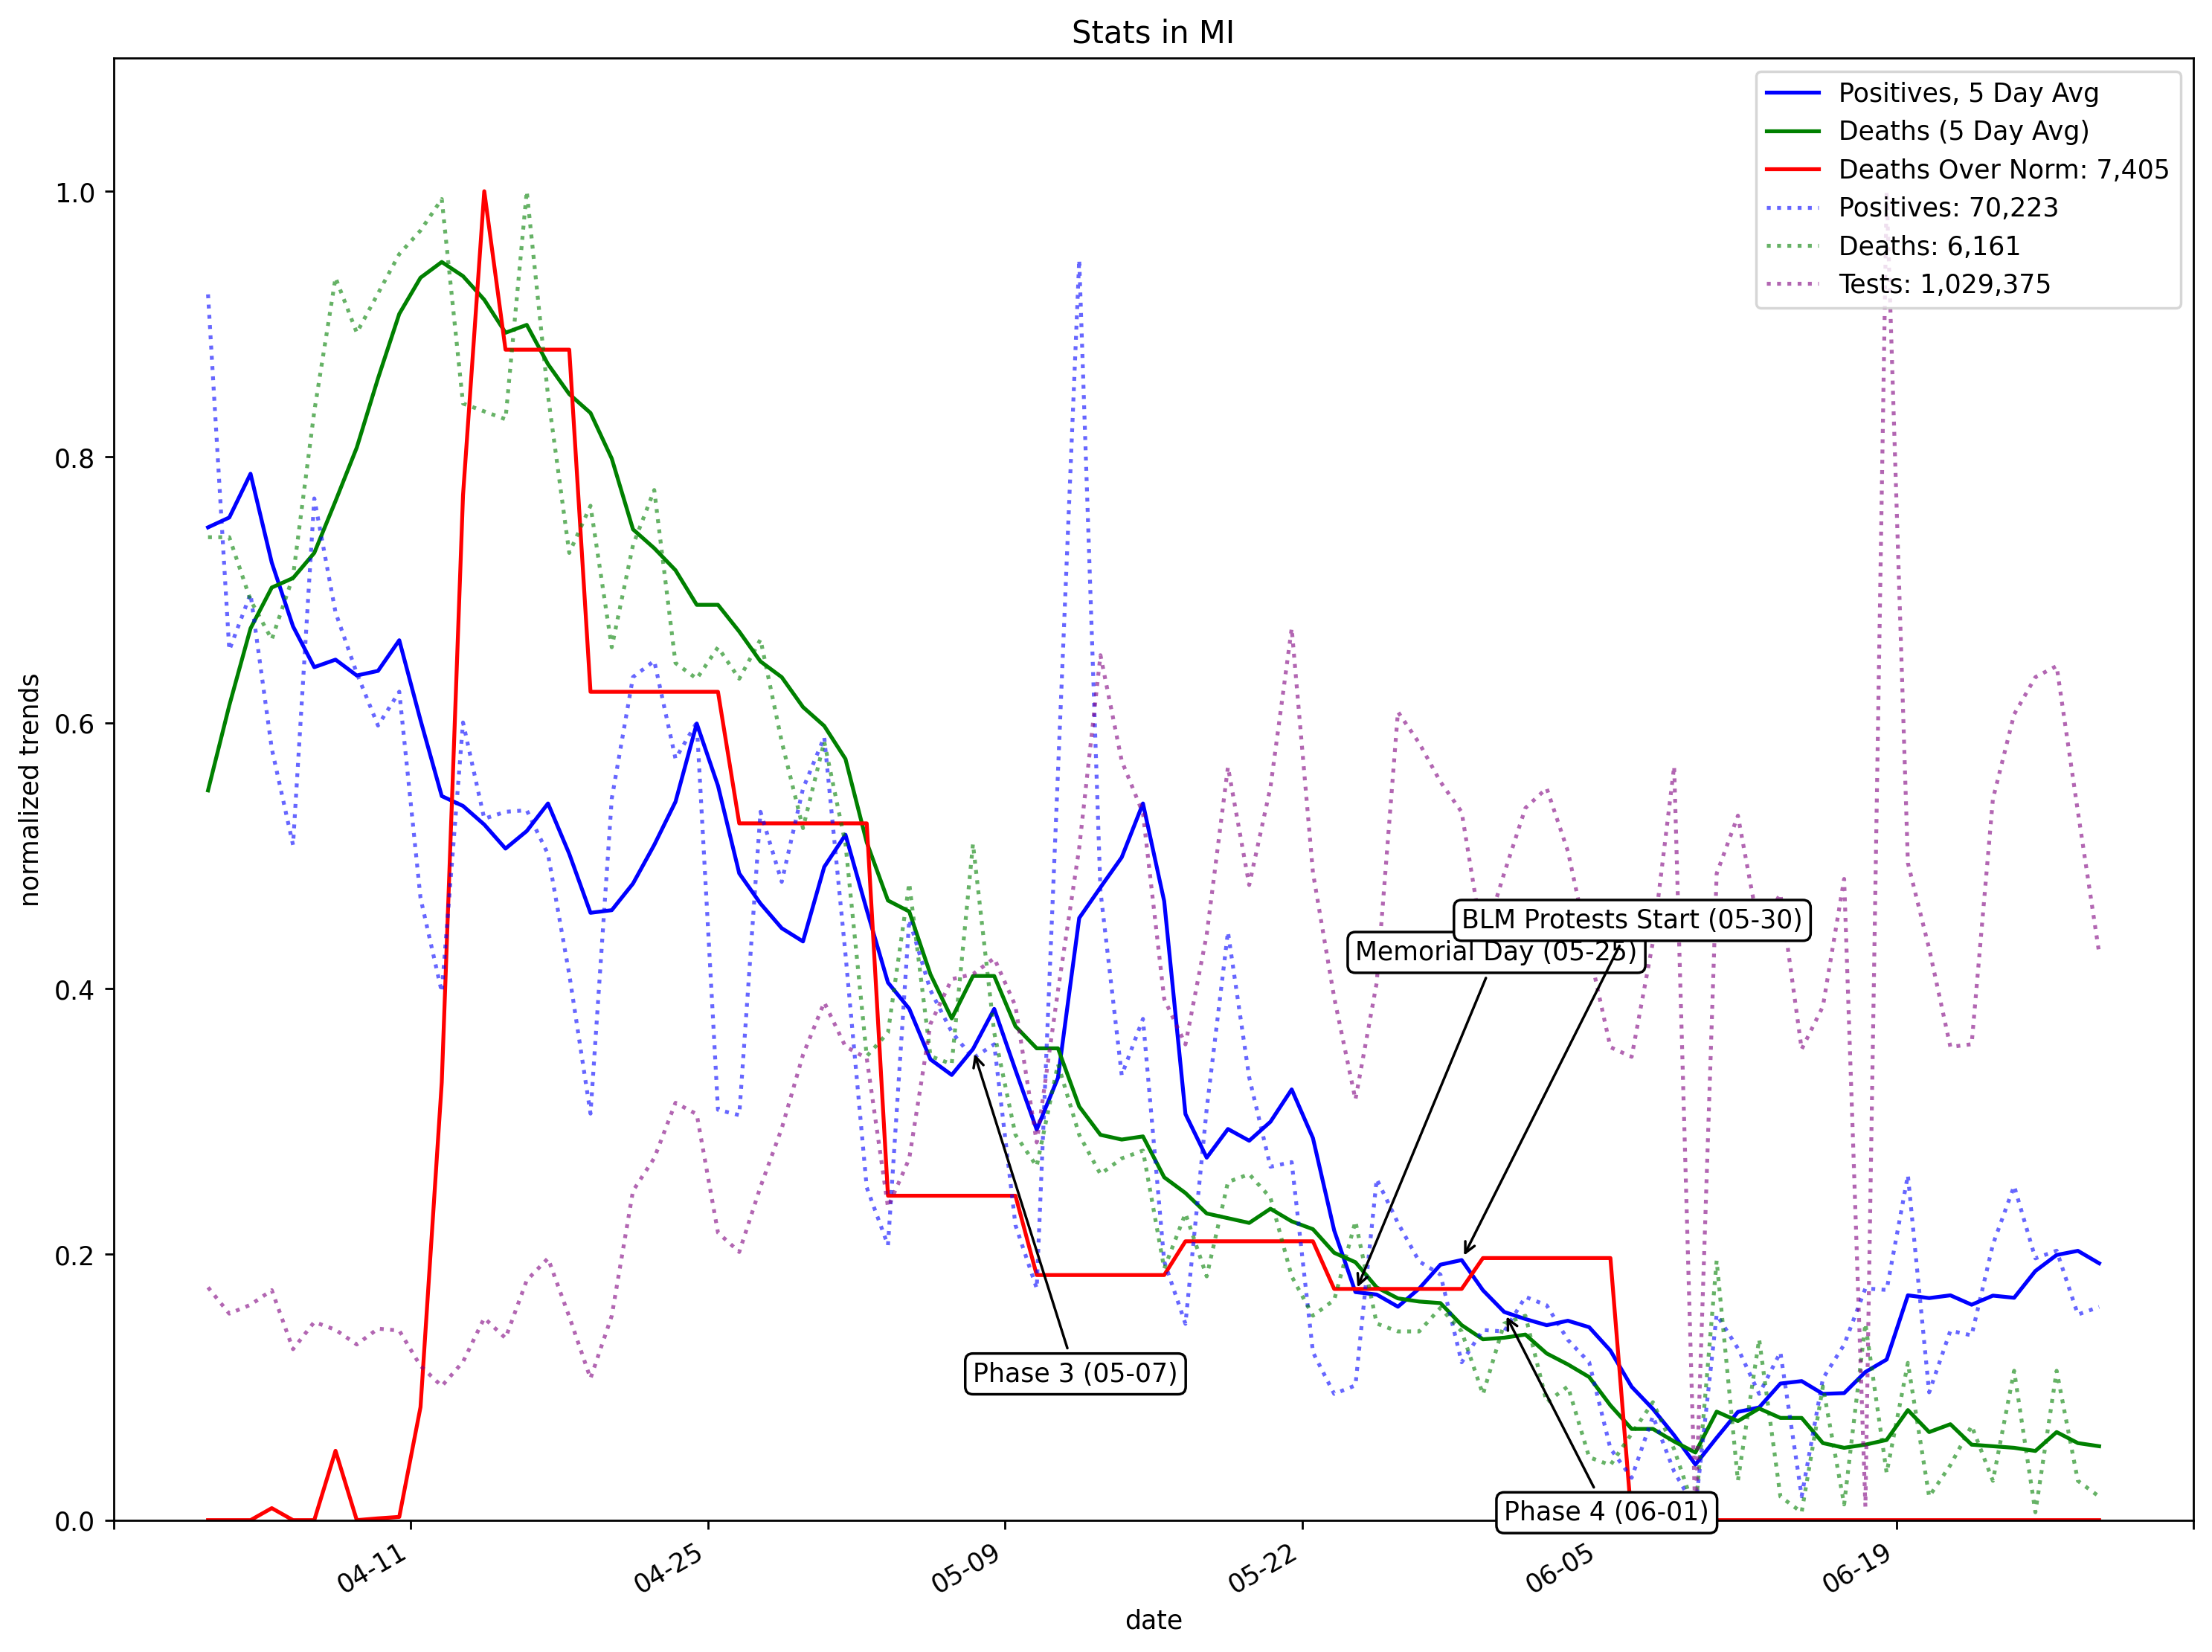 Stats in MI
Positives, 5 Day Avg
Deaths (5 Day Avg)
Deaths Over Norm: 7,405
Positives: 70,223
Deaths: 6,161
Tests: 1,029,375
1.0
0.8
0.6
0.4
0.2
0.0
normalized trends
BLM Protests Start (05-30)
Memorial Day (05-25)
Phase 3 (05-07)
Phase 4 (06-01)
04-11
04-25
05-09
05-22
06-05
06-19
date